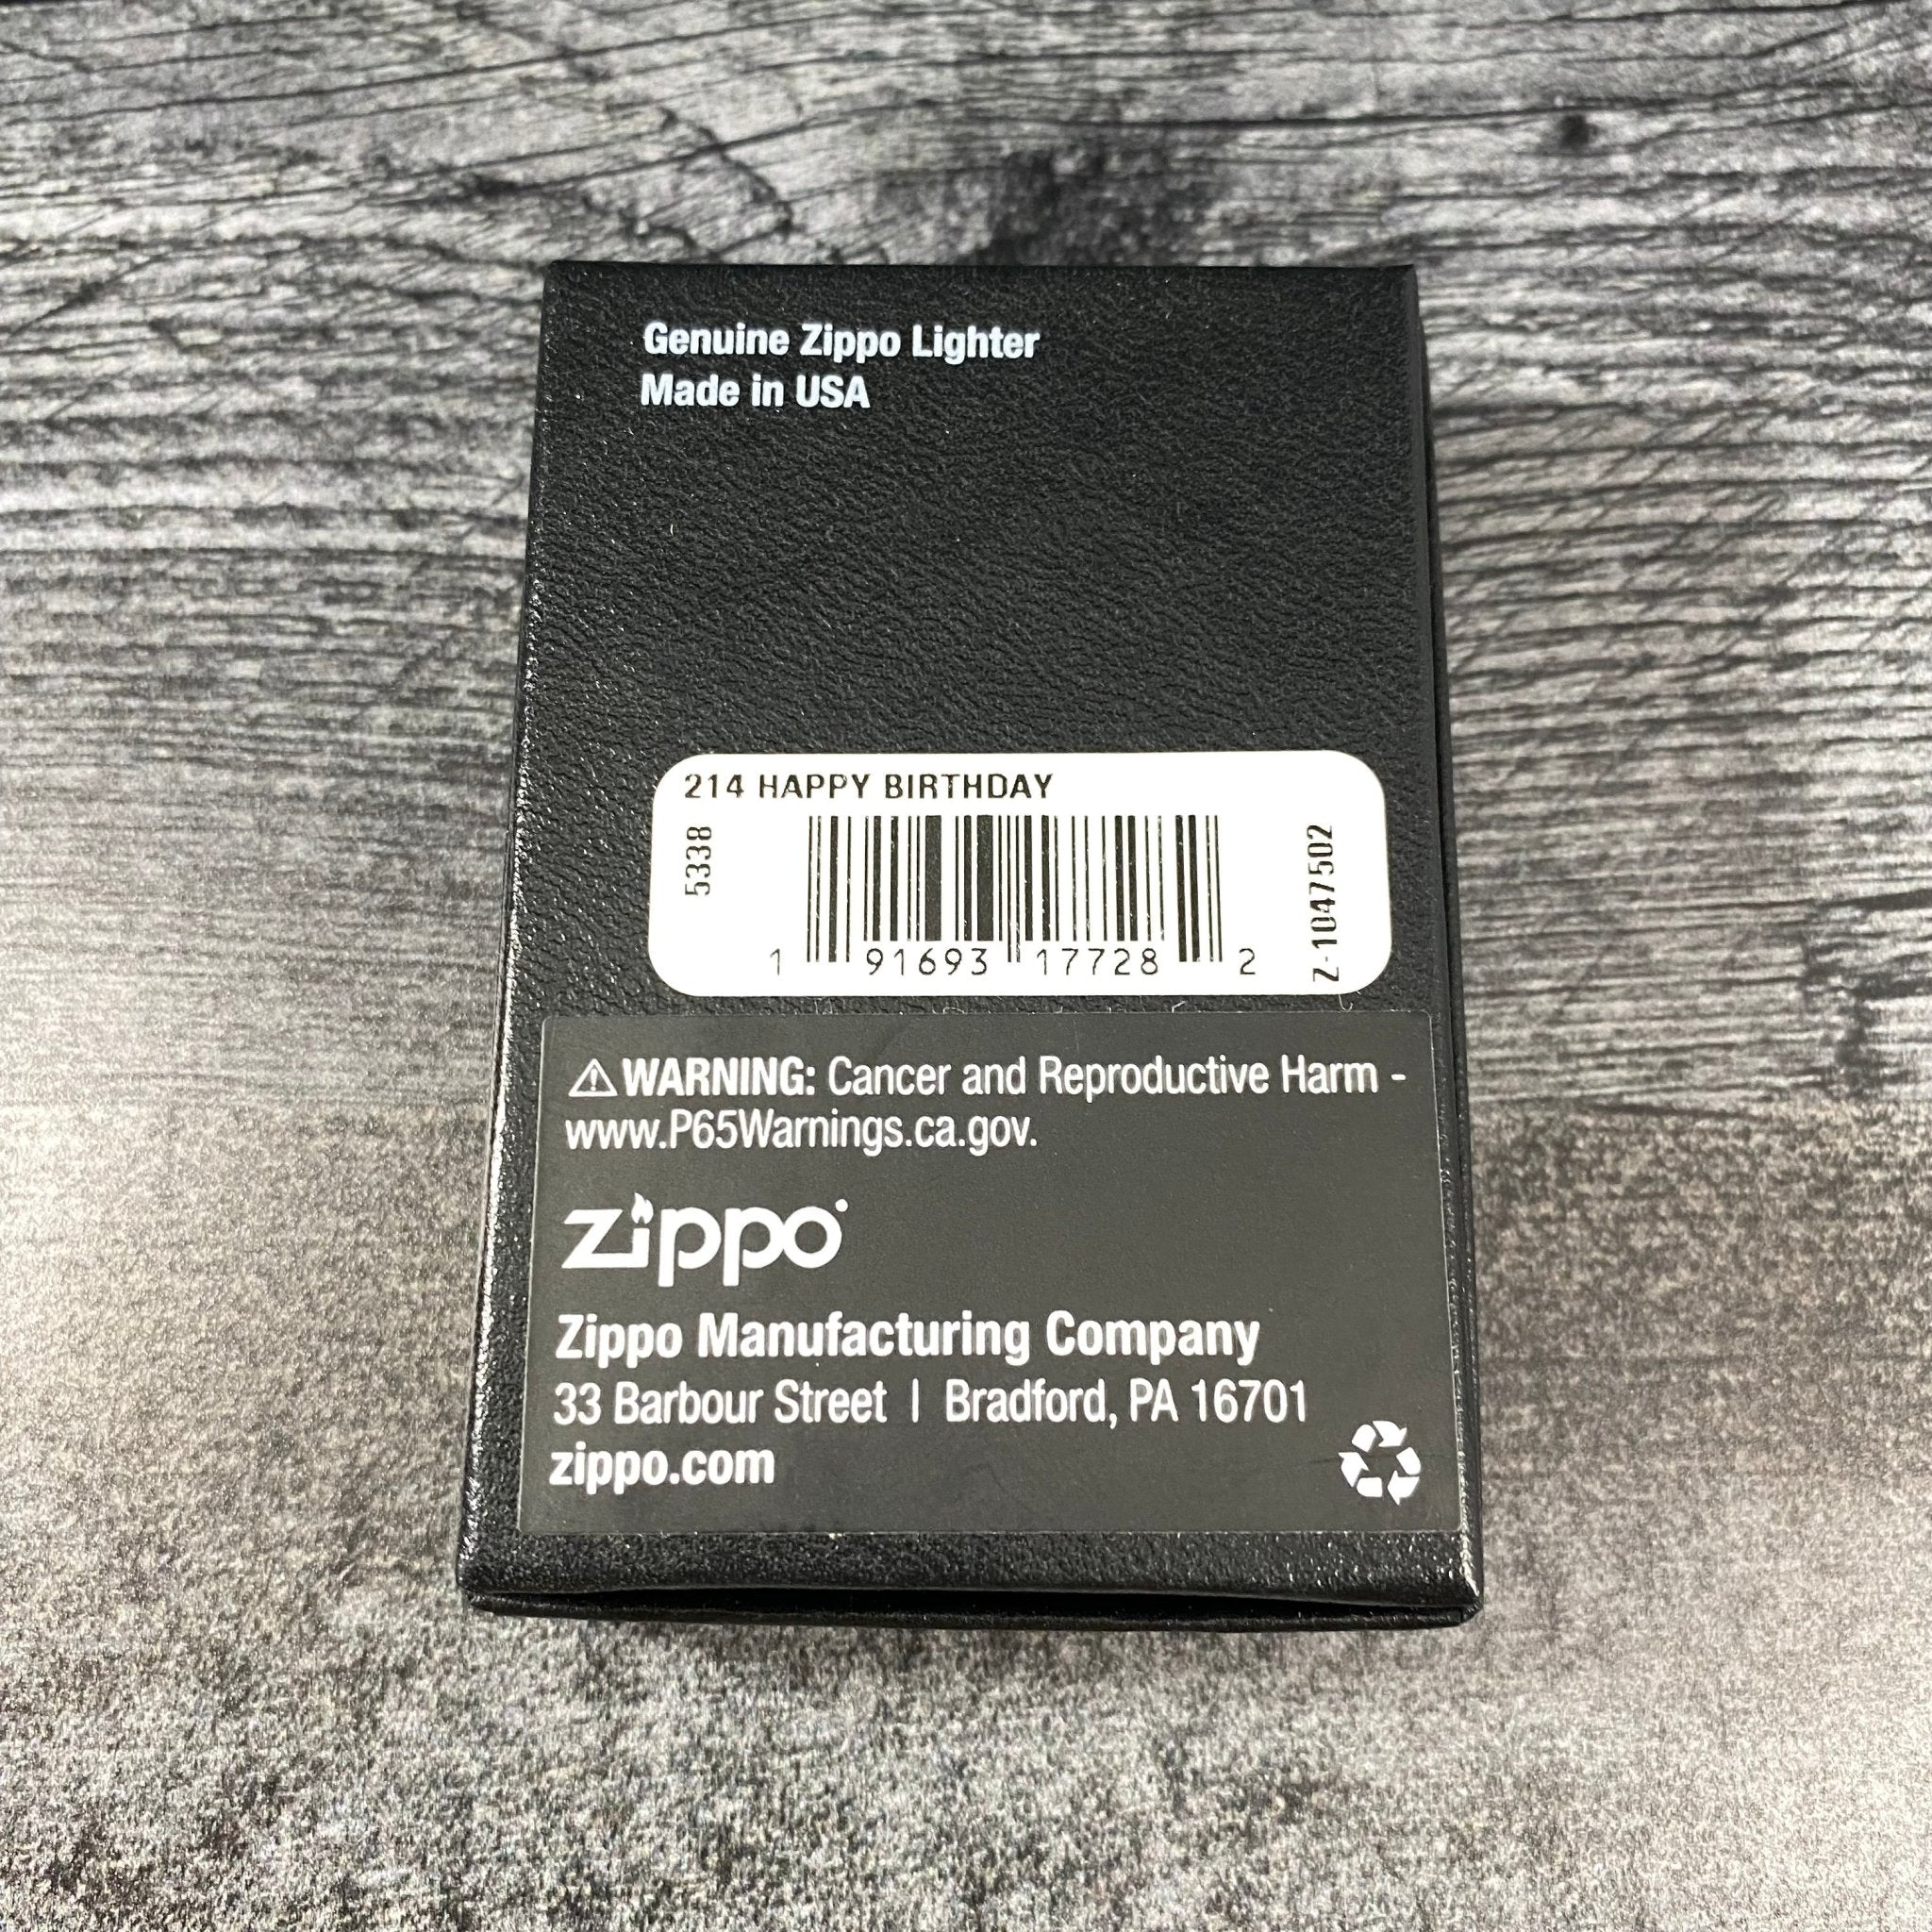 Genuine Zippo Lighter
Made in USA
214 HAPPY BIRTHDAY
5338
1 91693 17728 2
Z-1047502
⚠ WARNING: Cancer and Reproductive Harm -
www.P65Warnings.ca.gov.
zippo
Zippo Manufacturing Company
33 Barbour Street | Bradford, PA 16701
zippo.com